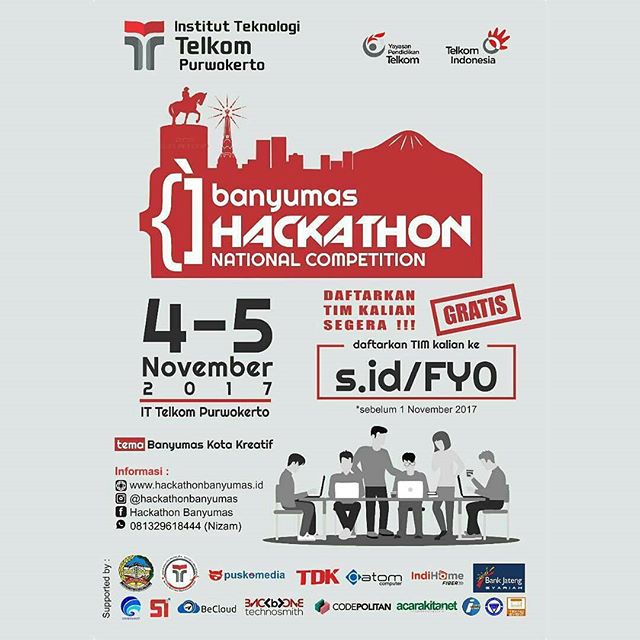 Institut Teknologi
Telkom
Purwokerto
Yayasan
Pendidikan
Telkom
Telkom
Indonesia
banyumas
HACKATHON
NATIONAL COMPETITION
4-5
November
2017
IT Telkom Purwokerto
DAFTARKAN
TIM KALIAN
SEGERA !!!
GRATIS
daftarkan TIM kalian ke
s.id/FY0
*sebelum 1 November 2017
tema Banyumas Kota Kreatif
Informasi :
www.hackathonbanyumas.id
@hackathonbanyumas
Hackathon Banyumas
081329618444 (Nizam)
Supported by :
puskomedia
TDK
atom
computer
IndiHome
FIBER
Bank Jateng
SYARIAH
BeCloud
BACKBONE
technosmith
CODEPOLITAN
acarakitanet